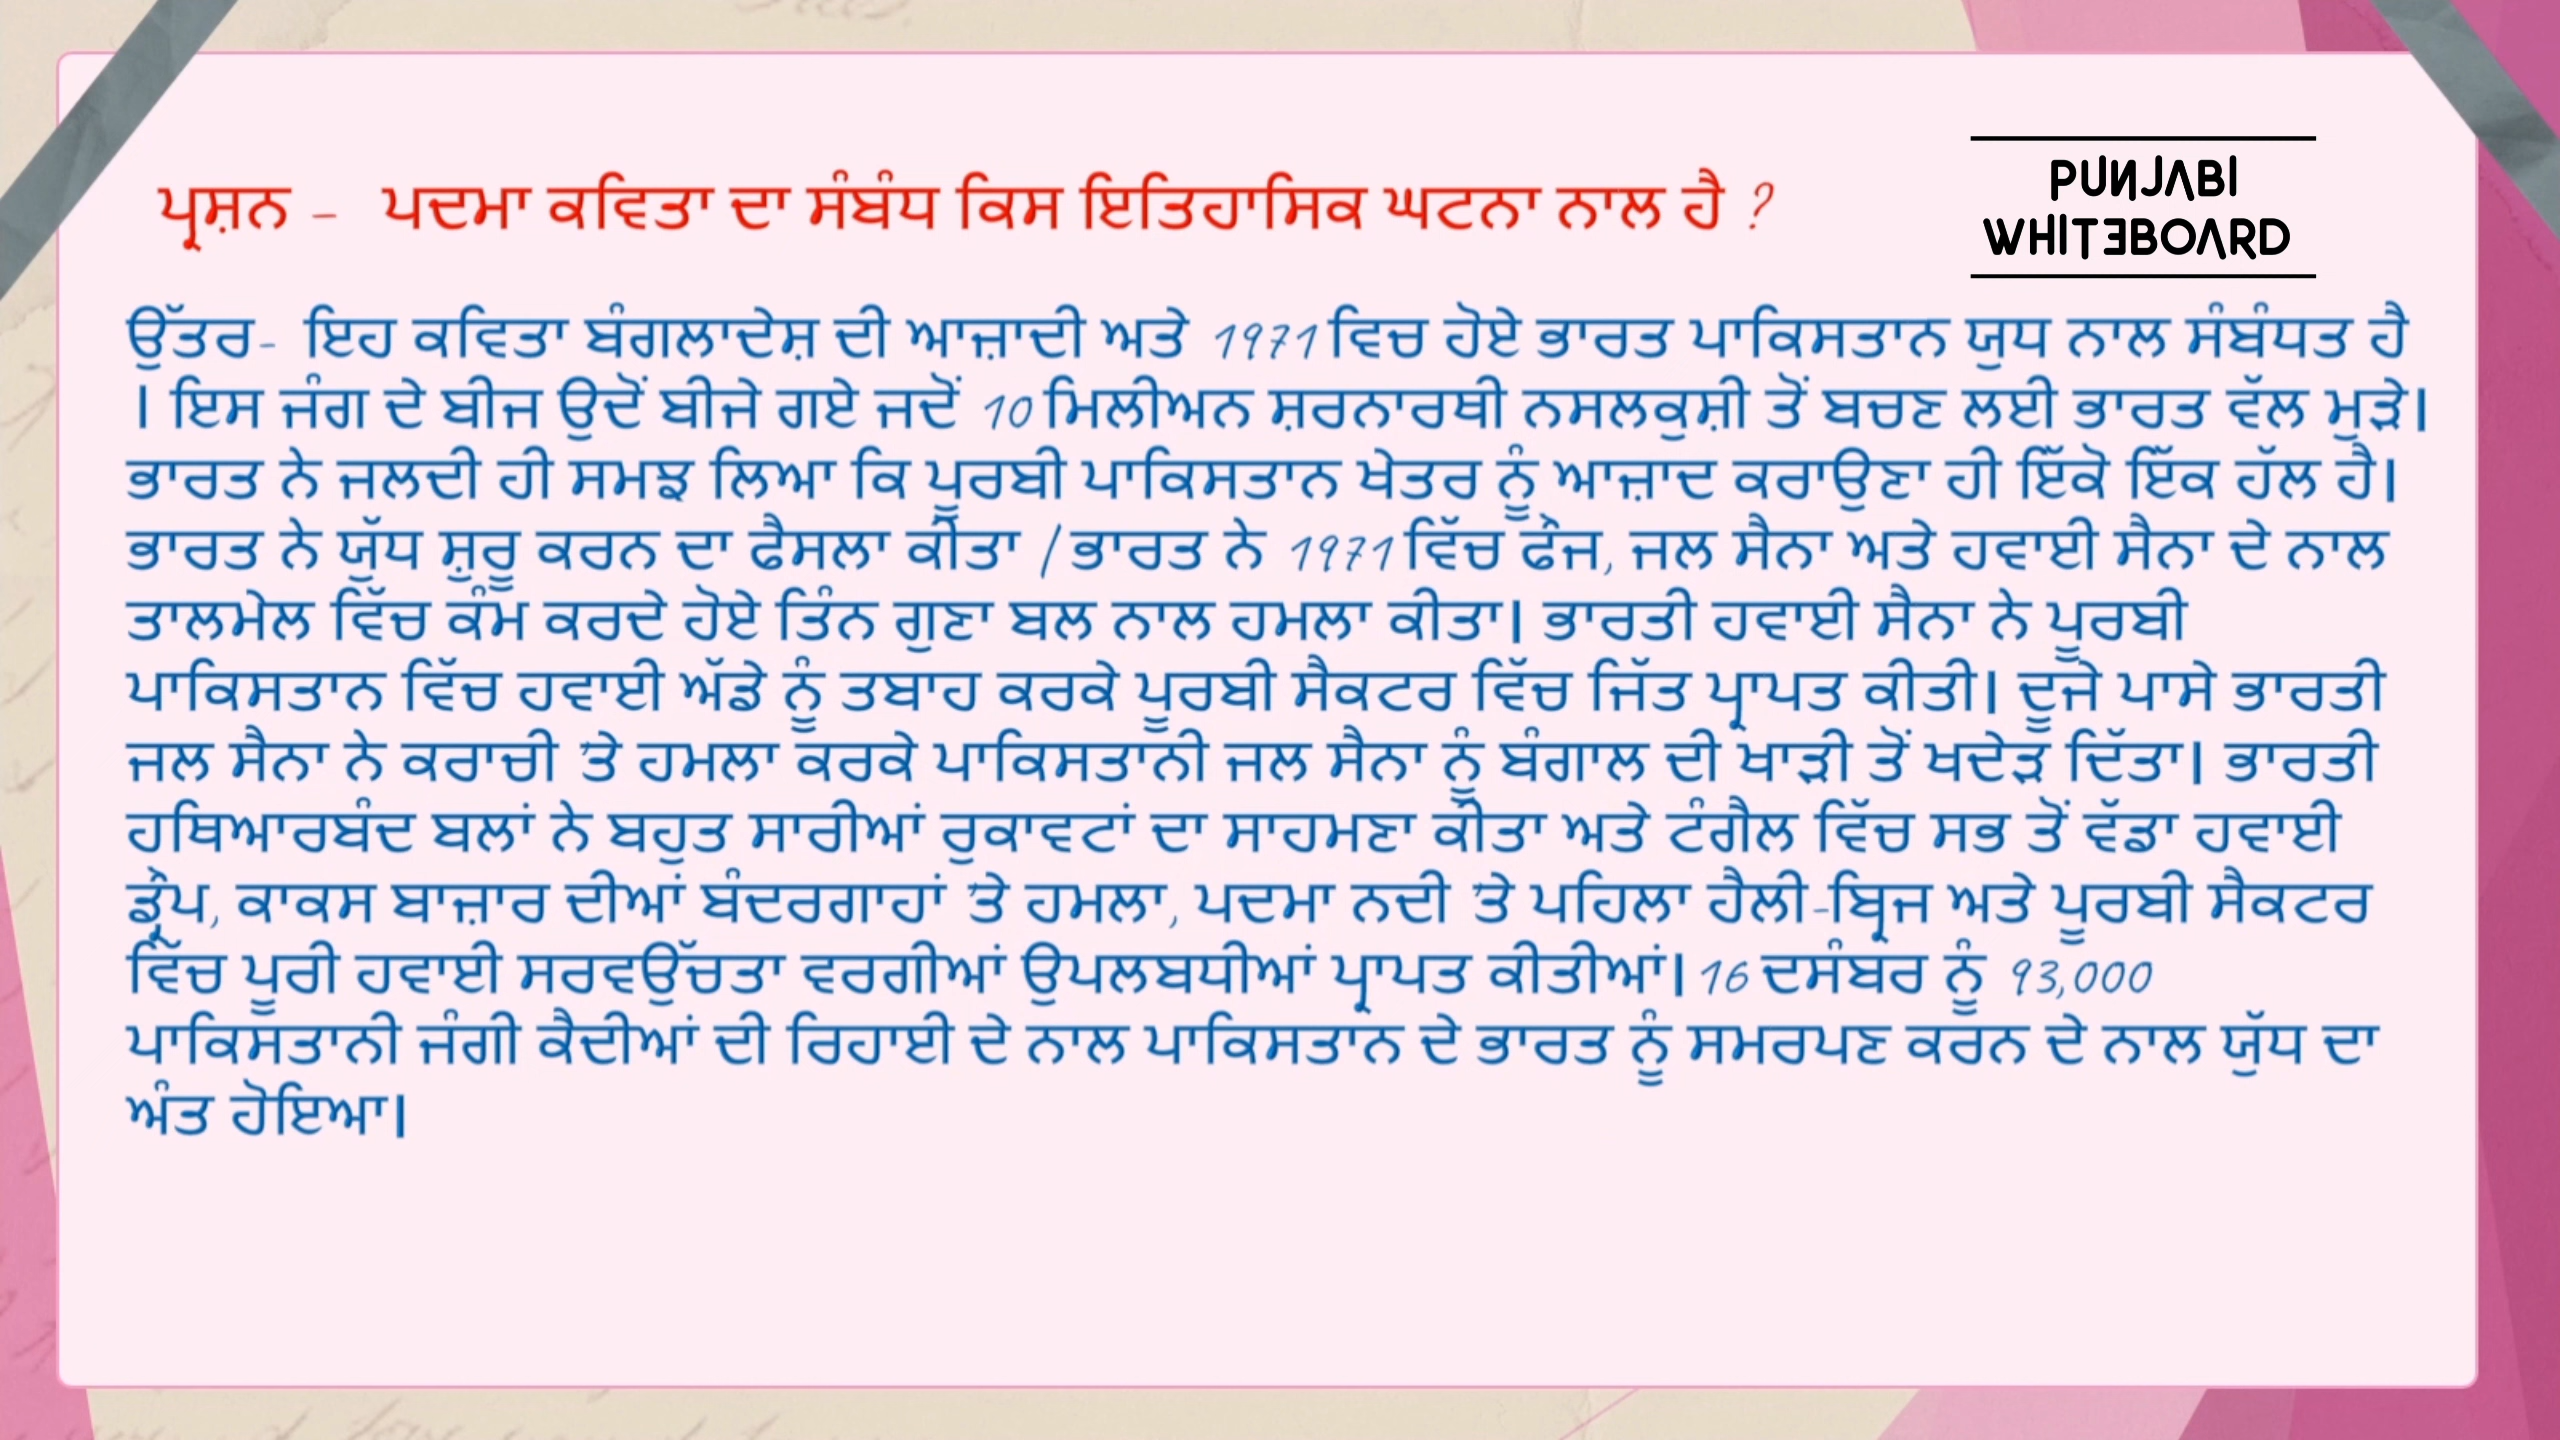 ਪ੍ਰਸ਼ਨ - ਪਦਮਾ ਕਵਿਤਾ ਦਾ ਸੰਬੰਧ ਕਿਸ ਇਤਿਹਾਸਿਕ ਘਟਨਾ ਨਾਲ ਹੈ ?
PUNJABI
WHITEBOARD
ਉੱਤਰ- ਇਹ ਕਵਿਤਾ ਬੰਗਲਾਦੇਸ਼ ਦੀ ਆਜ਼ਾਦੀ ਅਤੇ 1971 ਵਿਚ ਹੋਏ ਭਾਰਤ ਪਾਕਿਸਤਾਨ ਯੁਧ ਨਾਲ ਸੰਬੰਧਤ ਹੈ
। ਇਸ ਜੰਗ ਦੇ ਬੀਜ ਉਦੋਂ ਬੀਜੇ ਗਏ ਜਦੋਂ 10 ਮਿਲੀਅਨ ਸ਼ਰਨਾਰਥੀ ਨਸਲਕੁਸ਼ੀ ਤੋਂ ਬਚਣ ਲਈ ਭਾਰਤ ਵੱਲ ਮੁੜੇ।
ਭਾਰਤ ਨੇ ਜਲਦੀ ਹੀ ਸਮਝ ਲਿਆ ਕਿ ਪੂਰਬੀ ਪਾਕਿਸਤਾਨ ਖੇਤਰ ਨੂੰ ਆਜ਼ਾਦ ਕਰਾਉਣਾ ਹੀ ਇੱਕੋ ਇੱਕ ਹੱਲ ਹੈ।
ਭਾਰਤ ਨੇ ਯੁੱਧ ਸ਼ੁਰੂ ਕਰਨ ਦਾ ਫੈਸਲਾ ਕੀਤਾ / ਭਾਰਤ ਨੇ 1971 ਵਿੱਚ ਫੌਜ, ਜਲ ਸੈਨਾ ਅਤੇ ਹਵਾਈ ਸੈਨਾ ਦੇ ਨਾਲ
ਤਾਲਮੇਲ ਵਿੱਚ ਕੰਮ ਕਰਦੇ ਹੋਏ ਤਿੰਨ ਗੁਣਾ ਬਲ ਨਾਲ ਹਮਲਾ ਕੀਤਾ। ਭਾਰਤੀ ਹਵਾਈ ਸੈਨਾ ਨੇ ਪੂਰਬੀ
ਪਾਕਿਸਤਾਨ ਵਿੱਚ ਹਵਾਈ ਅੱਡੇ ਨੂੰ ਤਬਾਹ ਕਰਕੇ ਪੂਰਬੀ ਸੈਕਟਰ ਵਿੱਚ ਜਿੱਤ ਪ੍ਰਾਪਤ ਕੀਤੀ। ਦੂਜੇ ਪਾਸੇ ਭਾਰਤੀ
ਜਲ ਸੈਨਾ ਨੇ ਕਰਾਚੀ 'ਤੇ ਹਮਲਾ ਕਰਕੇ ਪਾਕਿਸਤਾਨੀ ਜਲ ਸੈਨਾ ਨੂੰ ਬੰਗਾਲ ਦੀ ਖਾੜੀ ਤੋਂ ਖਦੇੜ ਦਿੱਤਾ। ਭਾਰਤੀ
ਹਥਿਆਰਬੰਦ ਬਲਾਂ ਨੇ ਬਹੁਤ ਸਾਰੀਆਂ ਰੁਕਾਵਟਾਂ ਦਾ ਸਾਹਮਣਾ ਕੀਤਾ ਅਤੇ ਟੰਗੈਲ ਵਿੱਚ ਸਭ ਤੋਂ ਵੱਡਾ ਹਵਾਈ
ਡ੍ਰੌਪ, ਕਾਕਸ ਬਾਜ਼ਾਰ ਦੀਆਂ ਬੰਦਰਗਾਹਾਂ 'ਤੇ ਹਮਲਾ, ਪਦਮਾ ਨਦੀ 'ਤੇ ਪਹਿਲਾ ਹੈਲੀ-ਬ੍ਰਿਜ ਅਤੇ ਪੂਰਬੀ ਸੈਕਟਰ
ਵਿੱਚ ਪੂਰੀ ਹਵਾਈ ਸਰਵਉੱਚਤਾ ਵਰਗੀਆਂ ਉਪਲਬਧੀਆਂ ਪ੍ਰਾਪਤ ਕੀਤੀਆਂ। 16 ਦਸੰਬਰ ਨੂੰ 93,000
ਪਾਕਿਸਤਾਨੀ ਜੰਗੀ ਕੈਦੀਆਂ ਦੀ ਰਿਹਾਈ ਦੇ ਨਾਲ ਪਾਕਿਸਤਾਨ ਦੇ ਭਾਰਤ ਨੂੰ ਸਮਰਪਣ ਕਰਨ ਦੇ ਨਾਲ ਯੁੱਧ ਦਾ
ਅੰਤ ਹੋਇਆ।